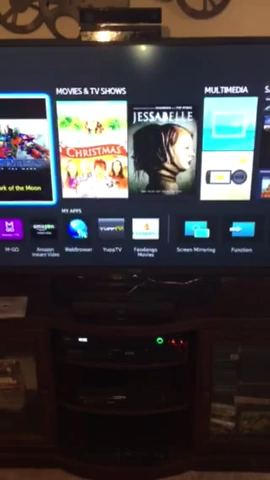 MOVIES & TV SHOWS
MULTIMEDIA
JESSABELLE
CHRISTMAS
rk of the Moon
MY APPS
M-GO
amazon
YuppTV
Amazon
Instant Video
WebBrowser
YuppTV
Fandango
Movies
Screen Mirroring
Function